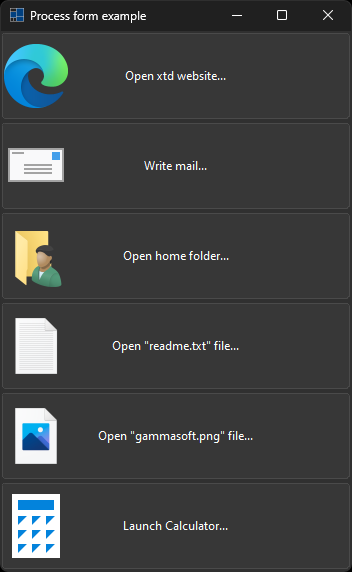 Process form example
Open xtd website...
Write mail...
Open home folder...
Open "readme.txt" file...
Open "gammasoft.png" file...
Launch Calculator...